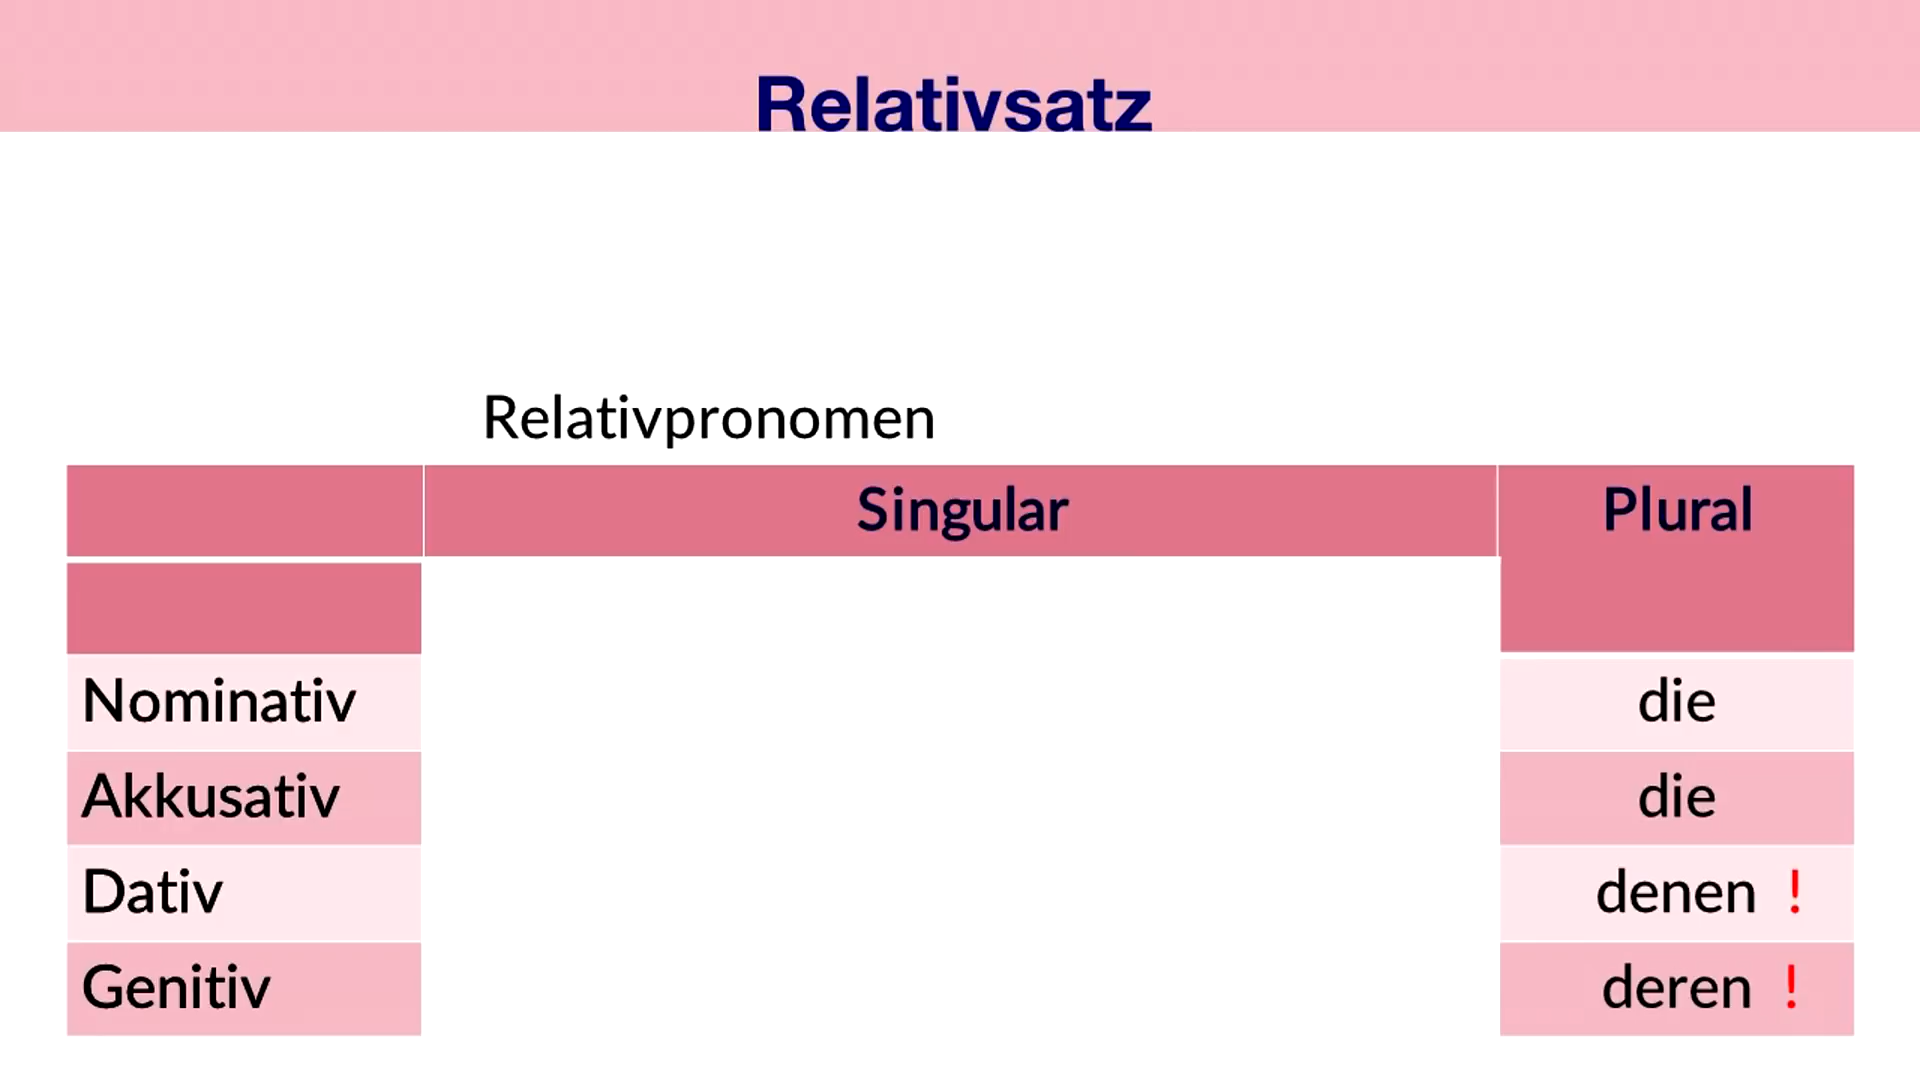 Relativsatz
Relativpronomen
Singular Plural
Nominativ die
Akkusativ die
Dativ denen !
Genitiv deren !